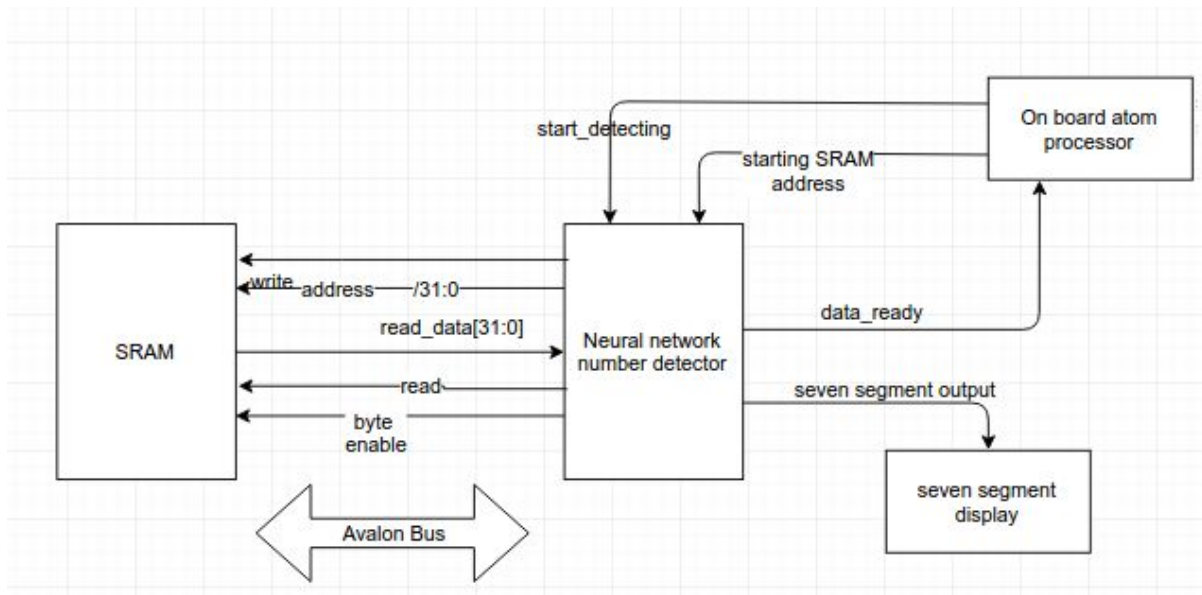 On board atom
processor
start_detecting
starting SRAM
address
write
address
/31:0
read_data[31:0]
SRAM
Neural network
number detector
data_ready
read
seven segment output
byte
enable
seven segment
display
Avalon Bus